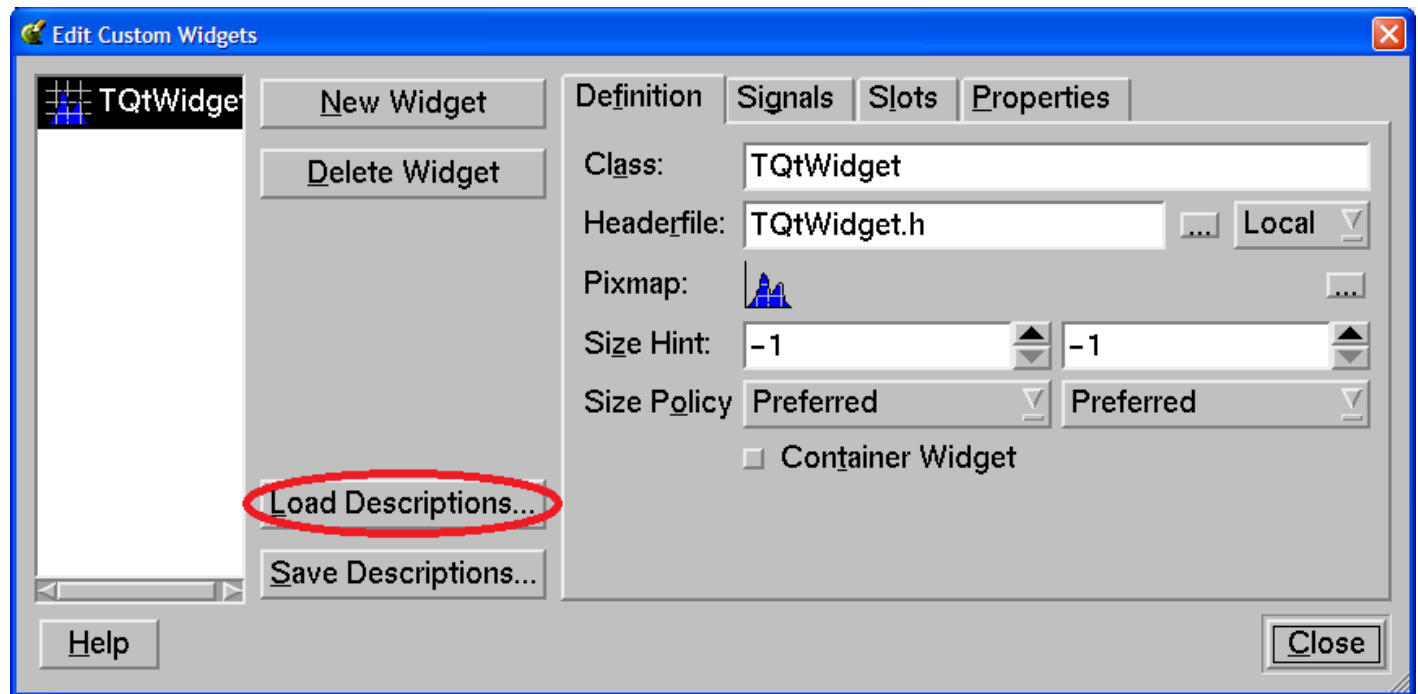 Edit Custom Widgets
TQtWidget
New Widget
Delete Widget
Load Descriptions...
Save Descriptions...
Definition Signals Slots Properties
Class: TQtWidget
Headerfile: TQtWidget.h ... Local
Pixmap: ...
Size Hint: -1 -1
Size Policy Preferred Preferred
Container Widget
Help Close